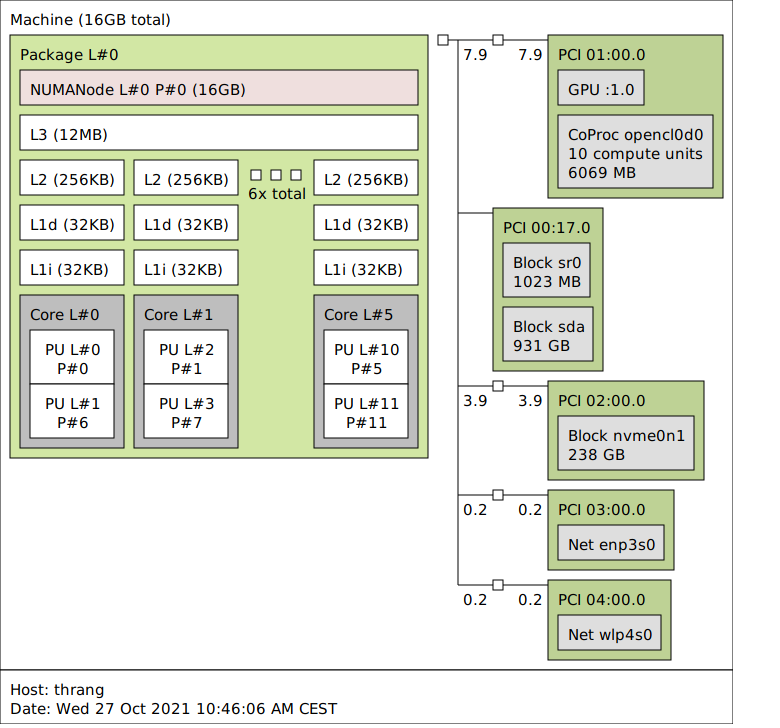 Machine (16GB total)
Package L#0
NUMANode L#0 P#0 (16GB)
L3 (12MB)
L2 (256KB) L2 (256KB) L2 (256KB)
6x total
L1d (32KB) L1d (32KB) L1d (32KB)
L1i (32KB) L1i (32KB) L1i (32KB)
Core L#0 Core L#1 Core L#5
PU L#0 PU L#2 PU L#10
P#0 P#1 P#5
PU L#1 PU L#3 PU L#11
P#6 P#7 P#11
7.9 7.9 PCI 01:00.0
GPU :1.0
CoProc opencl0d0
10 compute units
6069 MB
PCI 00:17.0
Block sr0
1023 MB
Block sda
931 GB
3.9 3.9 PCI 02:00.0
Block nvme0n1
238 GB
0.2 0.2 PCI 03:00.0
Net enp3s0
0.2 0.2 PCI 04:00.0
Net wlp4s0
Host: thrang
Date: Wed 27 Oct 2021 10:46:06 AM CEST